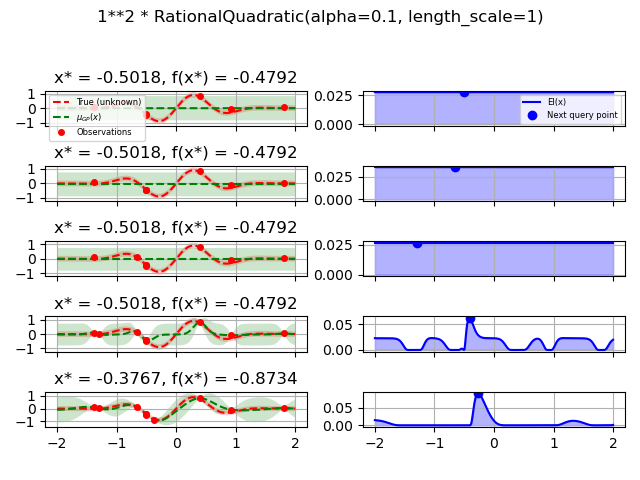 1**2 * RationalQuadratic(alpha=0.1, length_scale=1)
x* = -0.5018, f(x*) = -0.4792
1
0
−1
True (unknown)
μGP(x)
Observations
0.025
0.000
EI(x)
Next query point
x* = -0.5018, f(x*) = -0.4792
1
0
−1
0.025
0.000
x* = -0.5018, f(x*) = -0.4792
1
0
−1
0.025
0.000
x* = -0.5018, f(x*) = -0.4792
1
0
−1
0.05
0.00
x* = -0.3767, f(x*) = -0.8734
1
0
−1
0.05
0.00
−2 −1 0 1 2
−2 −1 0 1 2